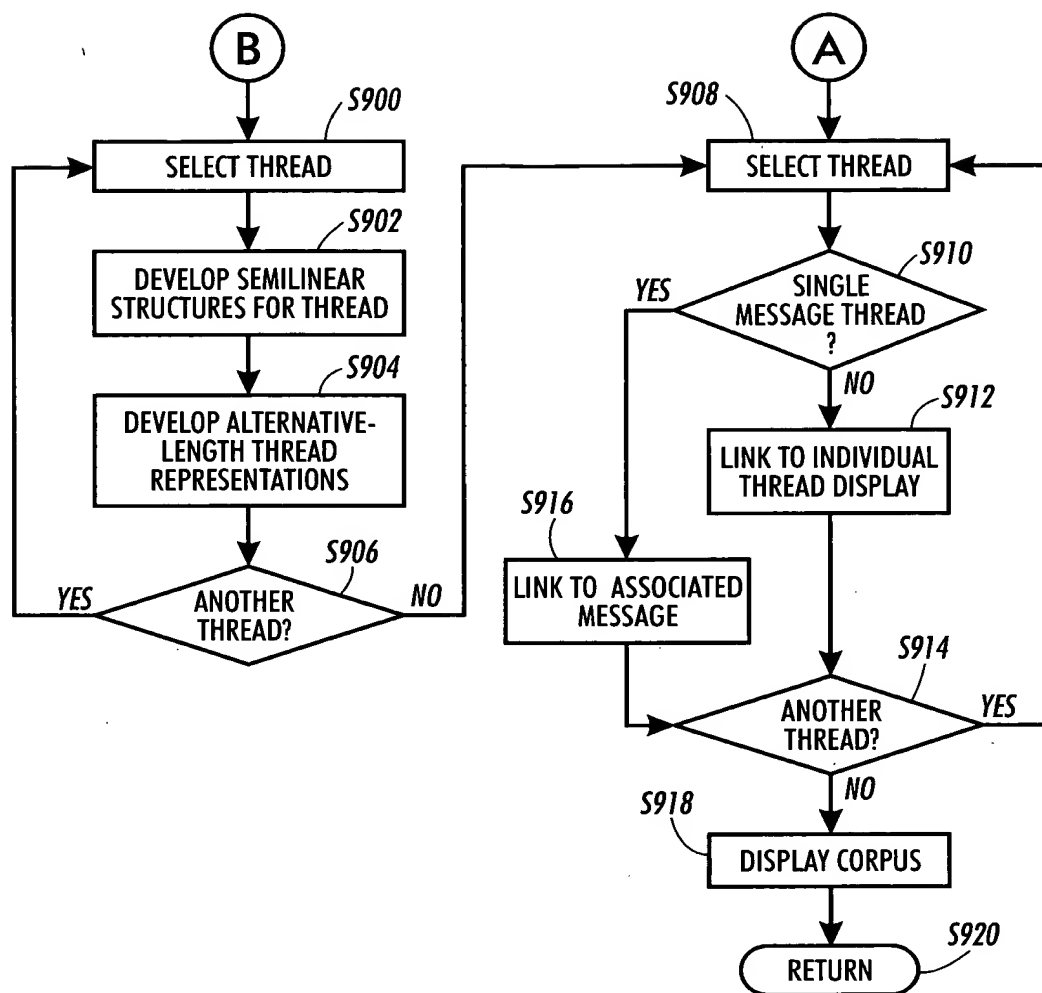 B
S900
SELECT THREAD
S902
DEVELOP SEMILINEAR
STRUCTURES FOR THREAD
S904
DEVELOP ALTERNATIVE-
LENGTH THREAD
REPRESENTATIONS
S906
YES
ANOTHER
THREAD?
NO
A
S908
SELECT THREAD
S910
YES
SINGLE
MESSAGE THREAD
?
NO
S912
LINK TO INDIVIDUAL
THREAD DISPLAY
S916
LINK TO ASSOCIATED
MESSAGE
S914
ANOTHER
THREAD?
YES
NO
S918
DISPLAY CORPUS
S920
RETURN